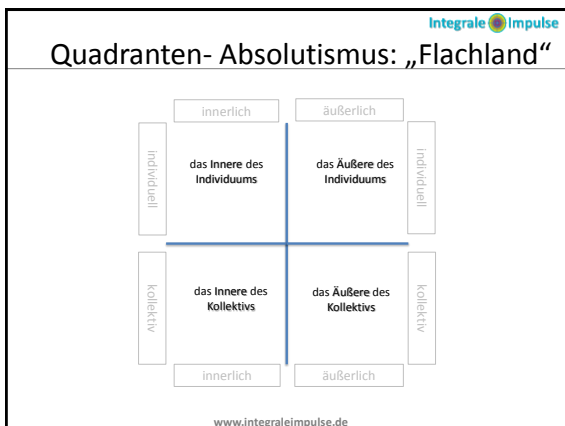 Integrale Impulse
Quadranten- Absolutismus: „Flachland“
innerlich
äußerlich
individuell
das Innere des
Individuums
das Äußere des
Individuums
individuell
kollektiv
das Innere des
Kollektivs
das Äußere des
Kollektivs
kollektiv
innerlich
äußerlich
www.integraleimpulse.de